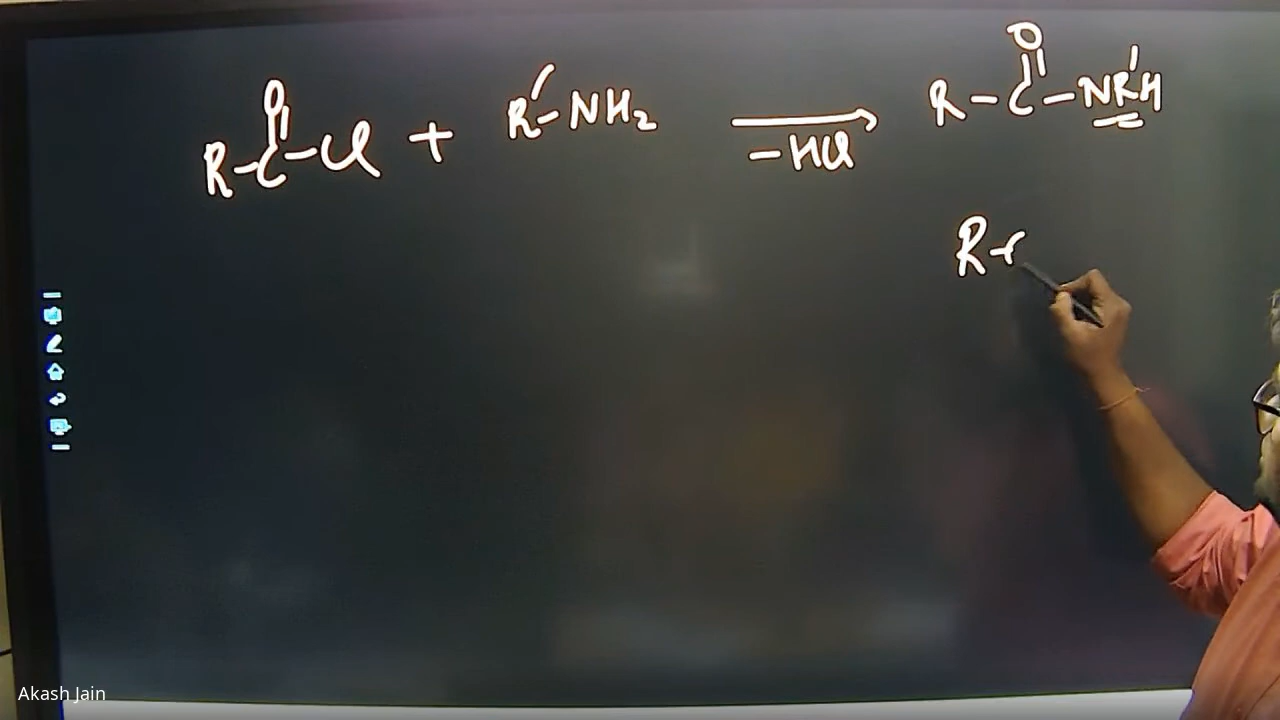 O O
R-C-Cl + R'-NH2 → R-C-NR'H
-HCl
R-C
Akash Jain